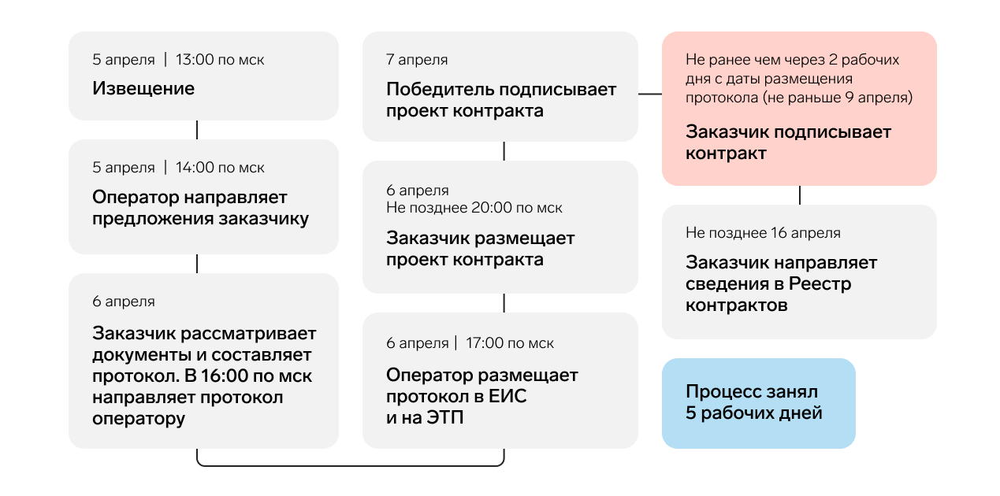 5 апреля | 13:00 по мск
Извещение
5 апреля | 14:00 по мск
Оператор направляет
предложения заказчику
6 апреля
Заказчик рассматривает
документы и составляет
протокол. В 16:00 по мск
направляет протокол
оператору
7 апреля
Победитель подписывает
проект контракта
6 апреля
Не позднее 20:00 по мск
Заказчик размещает
проект контракта
6 апреля | 17:00 по мск
Оператор размещает
протокол в ЕИС
и на ЭТП
Не ранее чем через 2 рабочих
дня с даты размещения
протокола (не раньше 9 апреля)
Заказчик подписывает
контракт
Не позднее 16 апреля
Заказчик направляет
сведения в Реестр
контрактов
Процесс занял
5 рабочих дней